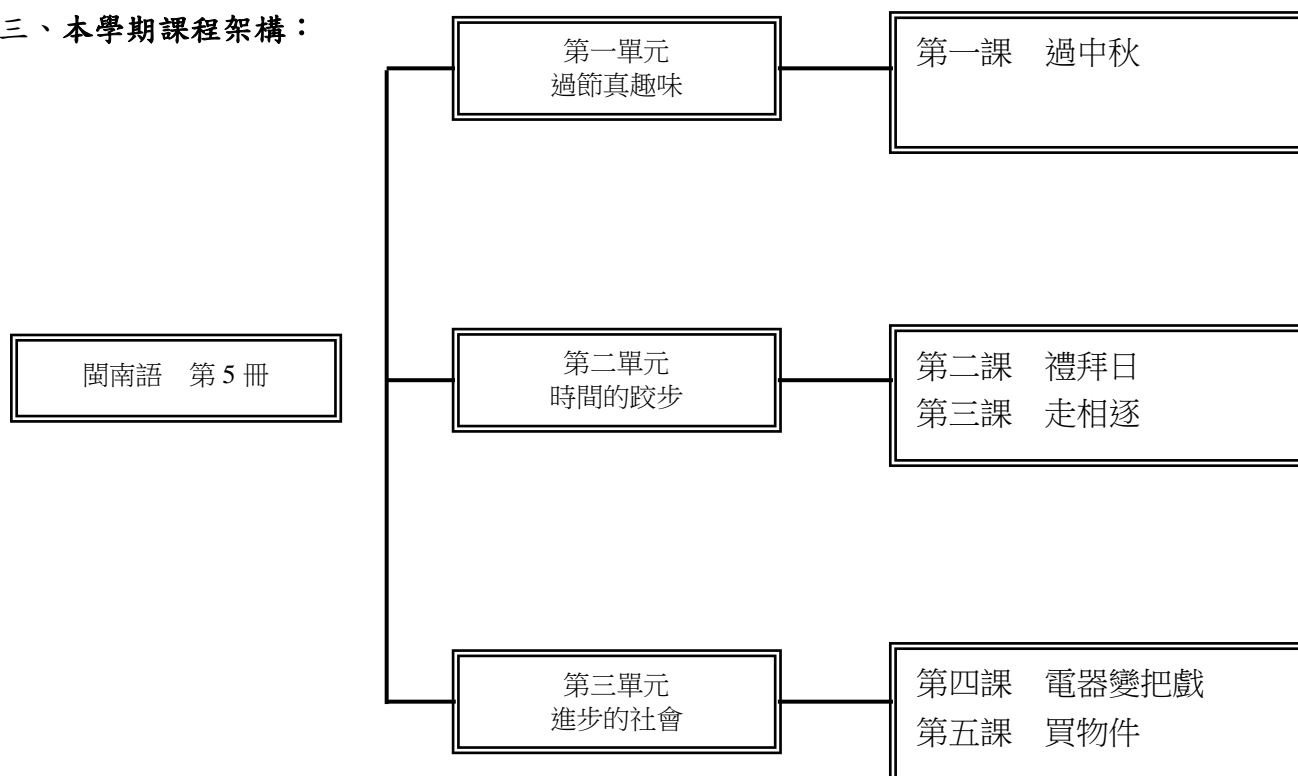 三、本學期課程架構：
第一單元
過節真趣味
第一課　過中秋
閩南語　第 5 冊
第二單元
時間的跤步
第二課　禮拜日
第三課　走相逐
第三單元
進步的社會
第四課　電器變把戲
第五課　買物件